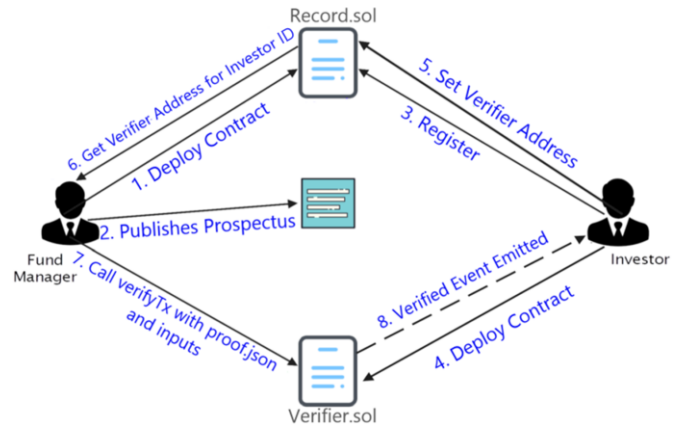 Record.sol
6. Get Verifier Address for Investor ID
1. Deploy Contract
5. Set Verifier Address
3. Register
2. Publishes Prospectus
Fund
Manager
Investor
7. Call verifyTx with proof.json
and inputs
8. Verified Event Emitted
4. Deploy Contract
Verifier.sol